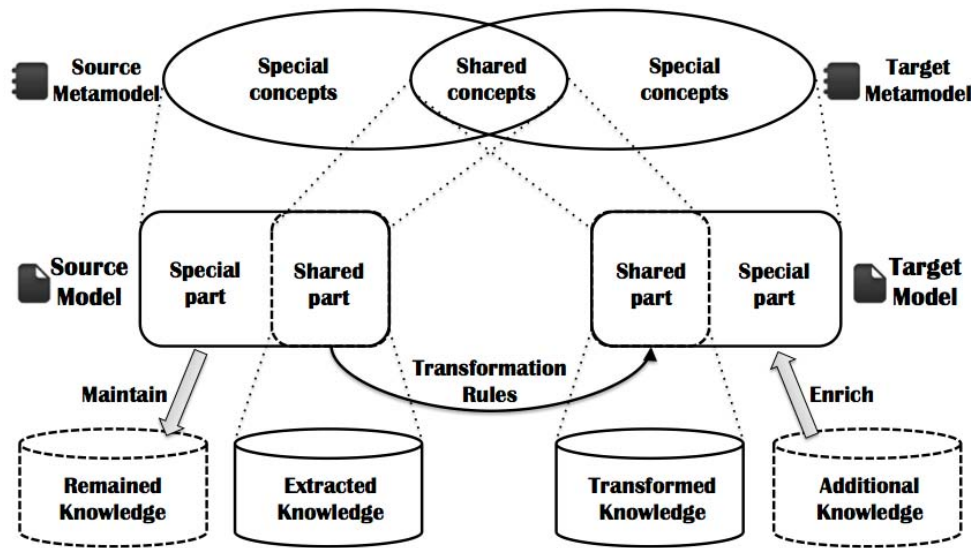 Source
Metamodel
Special
concepts
Shared
concepts
Special
concepts
Target
Metamodel
Source
Model
Special
part
Shared
part
Shared
part
Special
part
Target
Model
Maintain
Transformation
Rules
Enrich
Remained
Knowledge
Extracted
Knowledge
Transformed
Knowledge
Additional
Knowledge